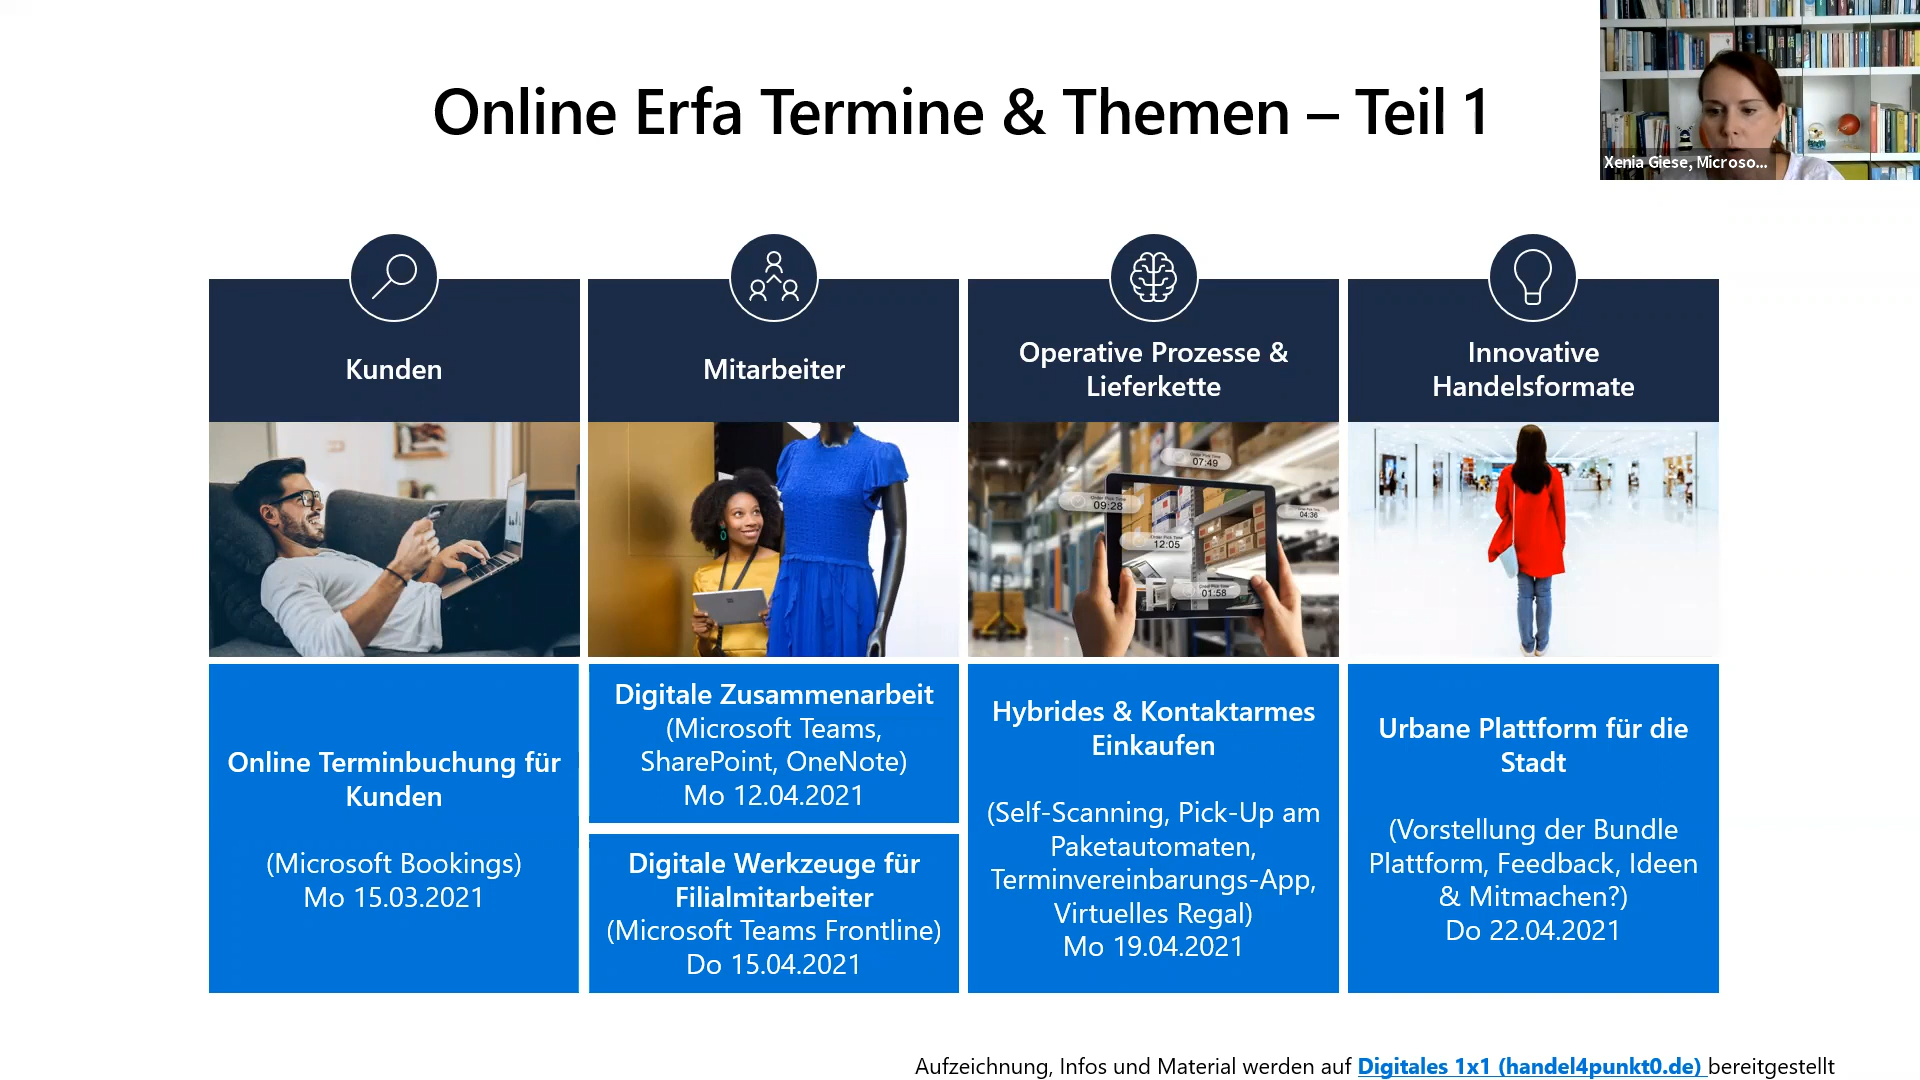 Online Erfa Termine & Themen – Teil 1
Xenia Giese, Microso...
Kunden
Mitarbeiter
Operative Prozesse &
Lieferkette
Innovative
Handelsformate
07:49
09:28
04:36
12:05
01:58
Online Terminbuchung für
Kunden
(Microsoft Bookings)
Mo 15.03.2021
Digitale Zusammenarbeit
(Microsoft Teams,
SharePoint, OneNote)
Mo 12.04.2021
Digitale Werkzeuge für
Filialmitarbeiter
(Microsoft Teams Frontline)
Do 15.04.2021
Hybrides & Kontaktarmes
Einkaufen
(Self-Scanning, Pick-Up am
Paketautomaten,
Terminvereinbarungs-App,
Virtuelles Regal)
Mo 19.04.2021
Urbane Plattform für die
Stadt
(Vorstellung der Bundle
Plattform, Feedback, Ideen
& Mitmachen?)
Do 22.04.2021
Aufzeichnung, Infos und Material werden auf Digitales 1x1 (handel4punkt0.de) bereitgestellt